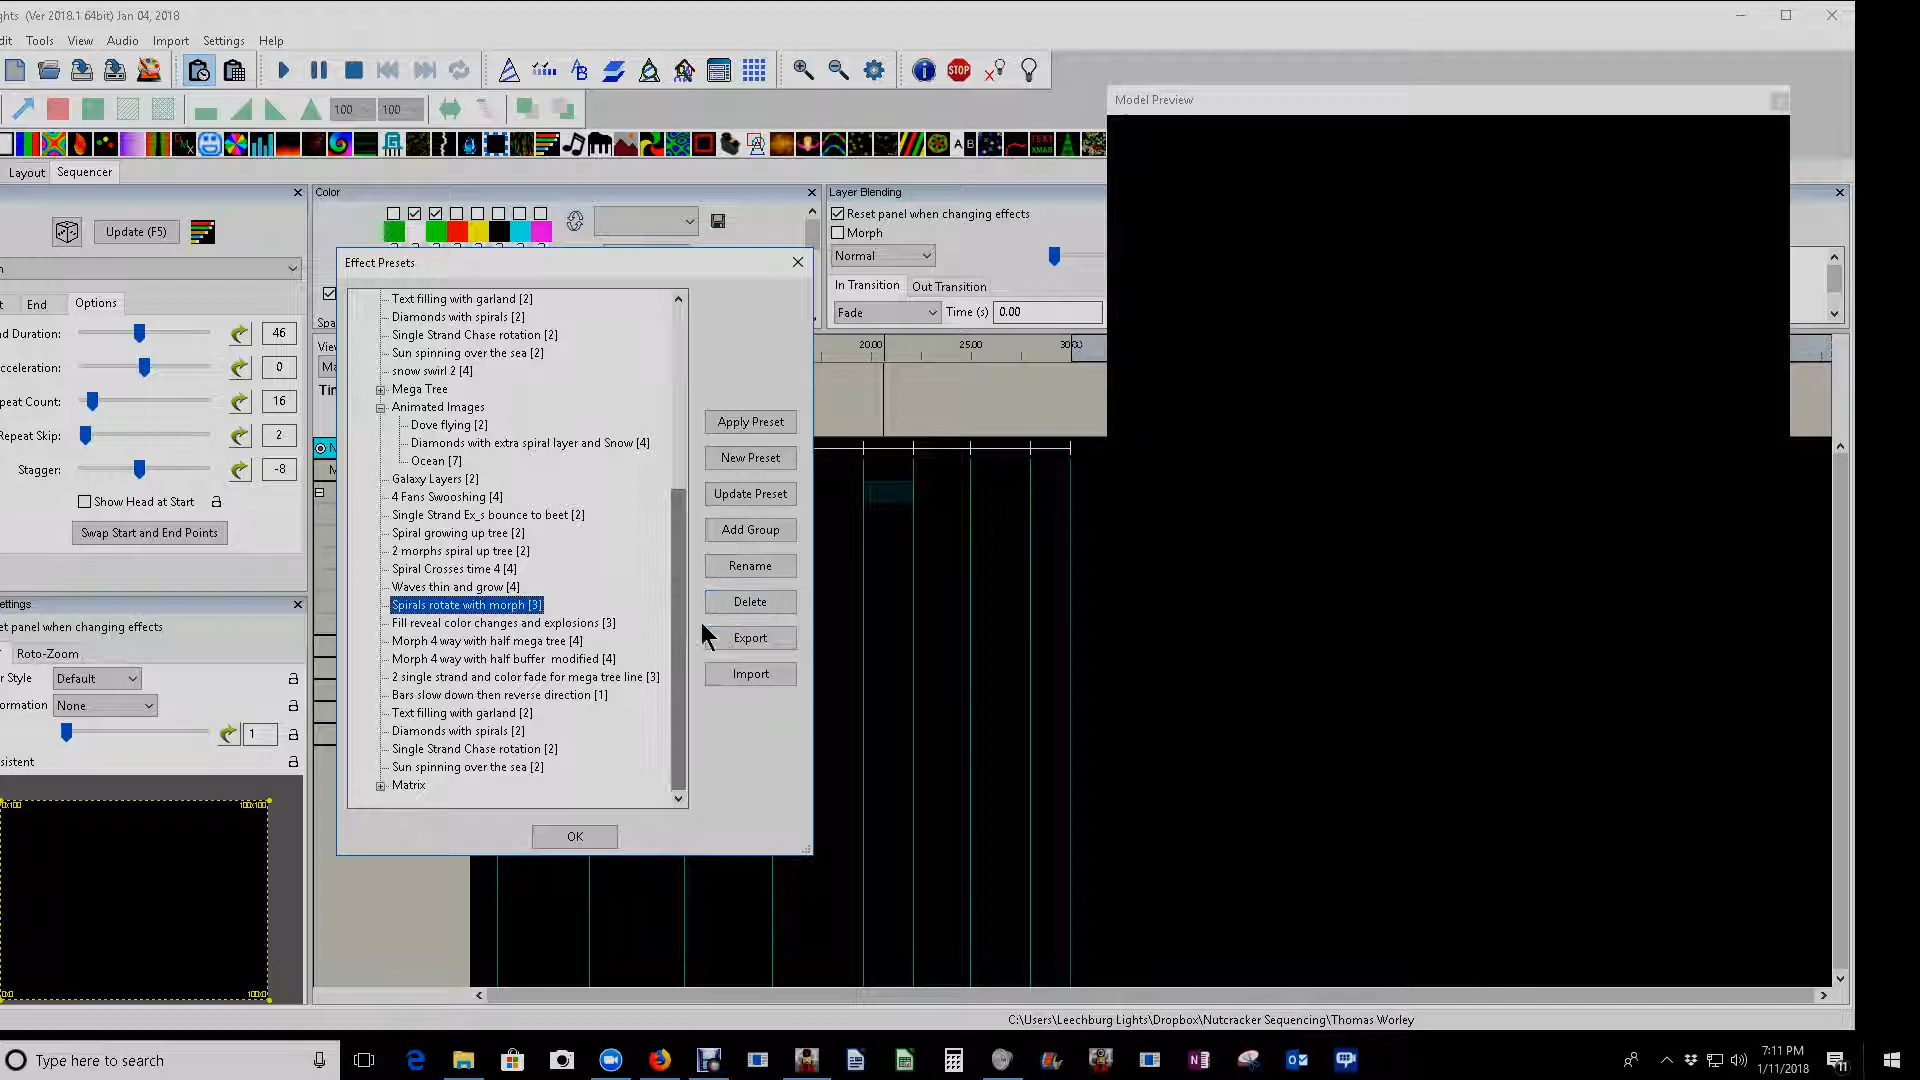 ghts (Ver 2018.1 64bit) Jan 04, 2018
dit Tools View Audio Import Settings Help
100 100
Model Preview
Layout Sequencer
Color
Layer Blending
Update (F5)
Reset panel when changing effects
Morph
Normal
In Transition Out Transition
Fade Time (s) 0.00
End Options
nd Duration: 46
cceleration: 0
peat Count: 16
Repeat Skip: 2
Stagger: -8
Show Head at Start
Swap Start and End Points
Effect Presets
Text filling with garland [2]
Diamonds with spirals [2]
Single Strand Chase rotation [2]
Sun spinning over the sea [2]
snow swirl 2 [4]
Mega Tree
Animated Images
Dove flying [2]
Diamonds with extra spiral layer and Snow [4]
Ocean [7]
Galaxy Layers [2]
4 Fans Swooshing [4]
Single Strand Ex_s bounce to beet [2]
Spiral growing up tree [2]
2 morphs spiral up tree [2]
Spiral Crosses time 4 [4]
Waves thin and grow [4]
Spirals rotate with morph [3]
Fill reveal color changes and explosions [3]
Morph 4 way with half mega tree [4]
Morph 4 way with half buffer modified [4]
2 single strand and color fade for mega tree line [3]
Bars slow down then reverse direction [1]
Text filling with garland [2]
Diamonds with spirals [2]
Single Strand Chase rotation [2]
Sun spinning over the sea [2]
Matrix
Apply Preset
New Preset
Update Preset
Add Group
Rename
Delete
Export
Import
OK
20.00 25.00 30.00
ettings
et panel when changing effects
Roto-Zoom
r Style Default
ormation None
1
sistent
0x100 100x100
0x0 100x0
C:\Users\Leechburg Lights\Dropbox\Nutcracker Sequencing\Thomas Worley
Type here to search
7:11 PM
1/11/2018
11